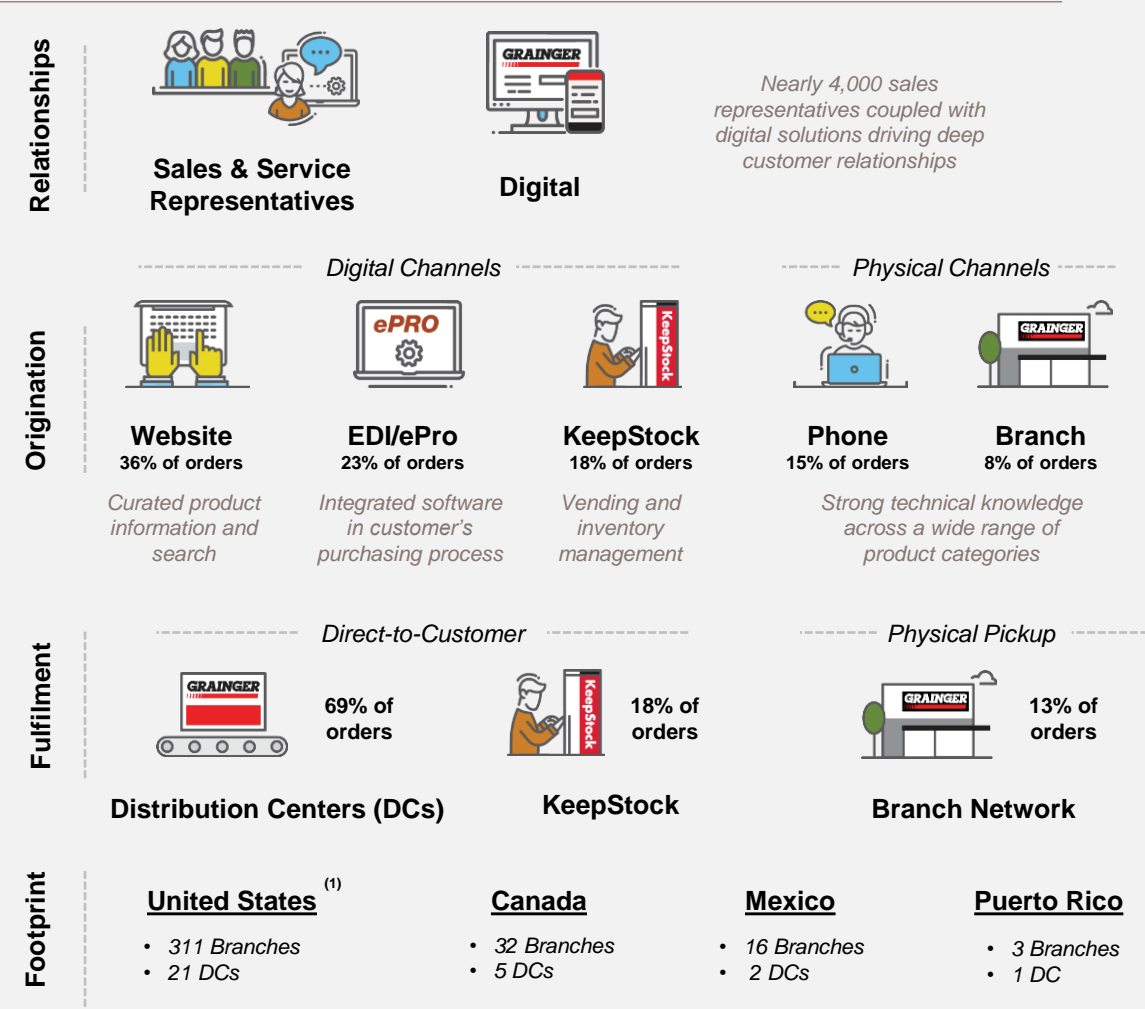 Relationships
GRAINGER
Sales & Service
Representatives
Digital
Nearly 4,000 sales
representatives coupled with
digital solutions driving deep
customer relationships
Origination
Digital Channels
Physical Channels
ePRO
KeepStock
GRAINGER
Website
36% of orders
EDI/ePro
23% of orders
KeepStock
18% of orders
Phone
15% of orders
Branch
8% of orders
Curated product
information and
search
Integrated software
in customer's
purchasing process
Vending and
inventory
management
Strong technical knowledge
across a wide range of
product categories
Fulfilment
Direct-to-Customer
Physical Pickup
GRAINGER
69% of
orders
KeepStock
18% of
orders
GRAINGER
13% of
orders
Distribution Centers (DCs)
KeepStock
Branch Network
Footprint
United States (1)
• 311 Branches
• 21 DCs
Canada
• 32 Branches
• 5 DCs
Mexico
• 16 Branches
• 2 DCs
Puerto Rico
• 3 Branches
• 1 DC